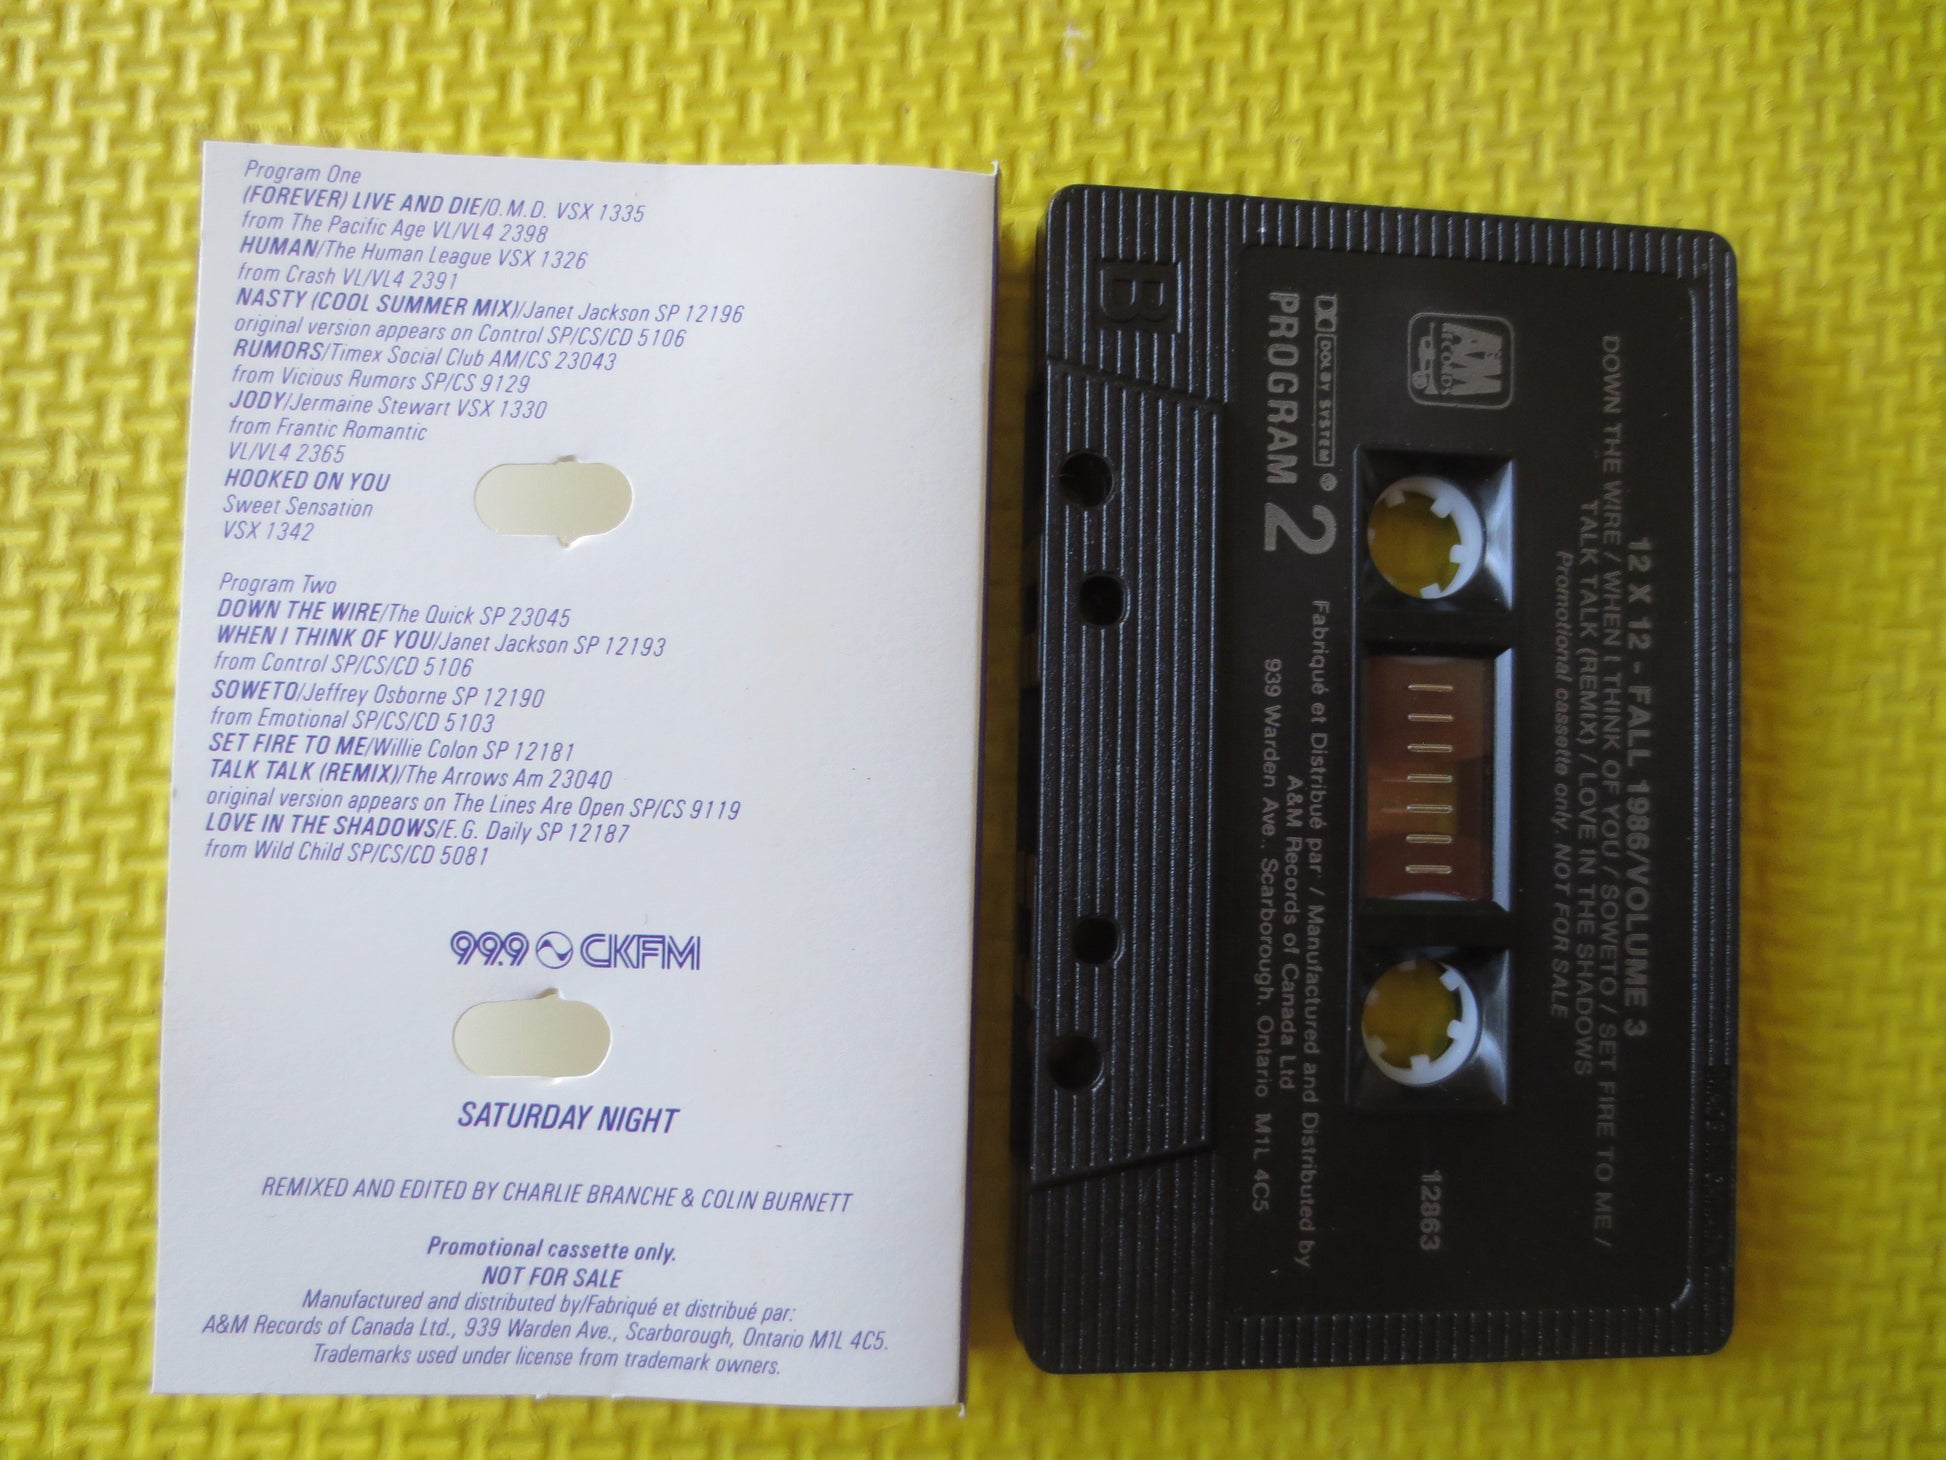 Program One
(FOREVER) LIVE AND DIE/O.M.D. VSX 1335
from The Pacific Age VL/VL4 2398
HUMAN/The Human League VSX 1326
from Crash VL/VL4 2391
NASTY (COOL SUMMER MIX)/Janet Jackson SP 12196
original version appears on Control SP/CS/CD 5106
RUMORS/Timex Social Club AM/CS 23043
from Vicious Rumors SP/CS 9129
JODY/Jermaine Stewart VSX 1330
from Frantic Romantic
VL/VL4 2365
HOOKED ON YOU
Sweet Sensation
VSX 1342
Program Two
DOWN THE WIRE/The Quick SP 23045
WHEN I THINK OF YOU/Janet Jackson SP 12193
from Control SP/CS/CD 5106
SOWETO/Jeffrey Osborne SP 12190
from Emotional SP/CS/CD 5103
SET FIRE TO ME/Willie Colon SP 12181
TALK TALK (REMIX)/The Arrows Am 23040
original version appears on The Lines Are Open SP/CS 9119
LOVE IN THE SHADOWS/E.G. Daily SP 12187
from Wild Child SP/CS/CD 5081
99.9 CKFM
SATURDAY NIGHT
REMIXED AND EDITED BY CHARLIE BRANCHE & COLIN BURNETT
Promotional cassette only.
NOT FOR SALE
Manufactured and distributed by/Fabriqué et distribué par:
A&M Records of Canada Ltd., 939 Warden Ave., Scarborough, Ontario M1L 4C5.
Trademarks used under license from trademark owners.
12 X 12 - FALL 1986/VOLUME 3
DOWN THE WIRE / WHEN I THINK OF YOU / SOWETO / SET FIRE TO ME /
TALK TALK (REMIX) / LOVE IN THE SHADOWS
Promotional cassette only. NOT FOR SALE
A&M RECORDS
12863
DOLBY SYSTEM ®
PROGRAM 2
Fabriqué et Distribué par / Manufactured and Distributed by
A&M Records of Canada Ltd.
939 Warden Ave., Scarborough, Ontario M1L 4C5
B